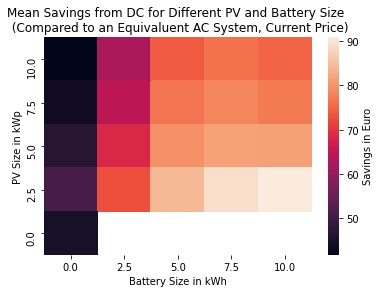 Mean Savings from DC for Different PV and Battery Size
(Compared to an Equivaluent AC System, Current Price)
10.0
7.5
5.0
2.5
0.0
PV Size in kWp
0.0 2.5 5.0 7.5 10.0
Battery Size in kWh
90
80
70
60
50
Savings in Euro